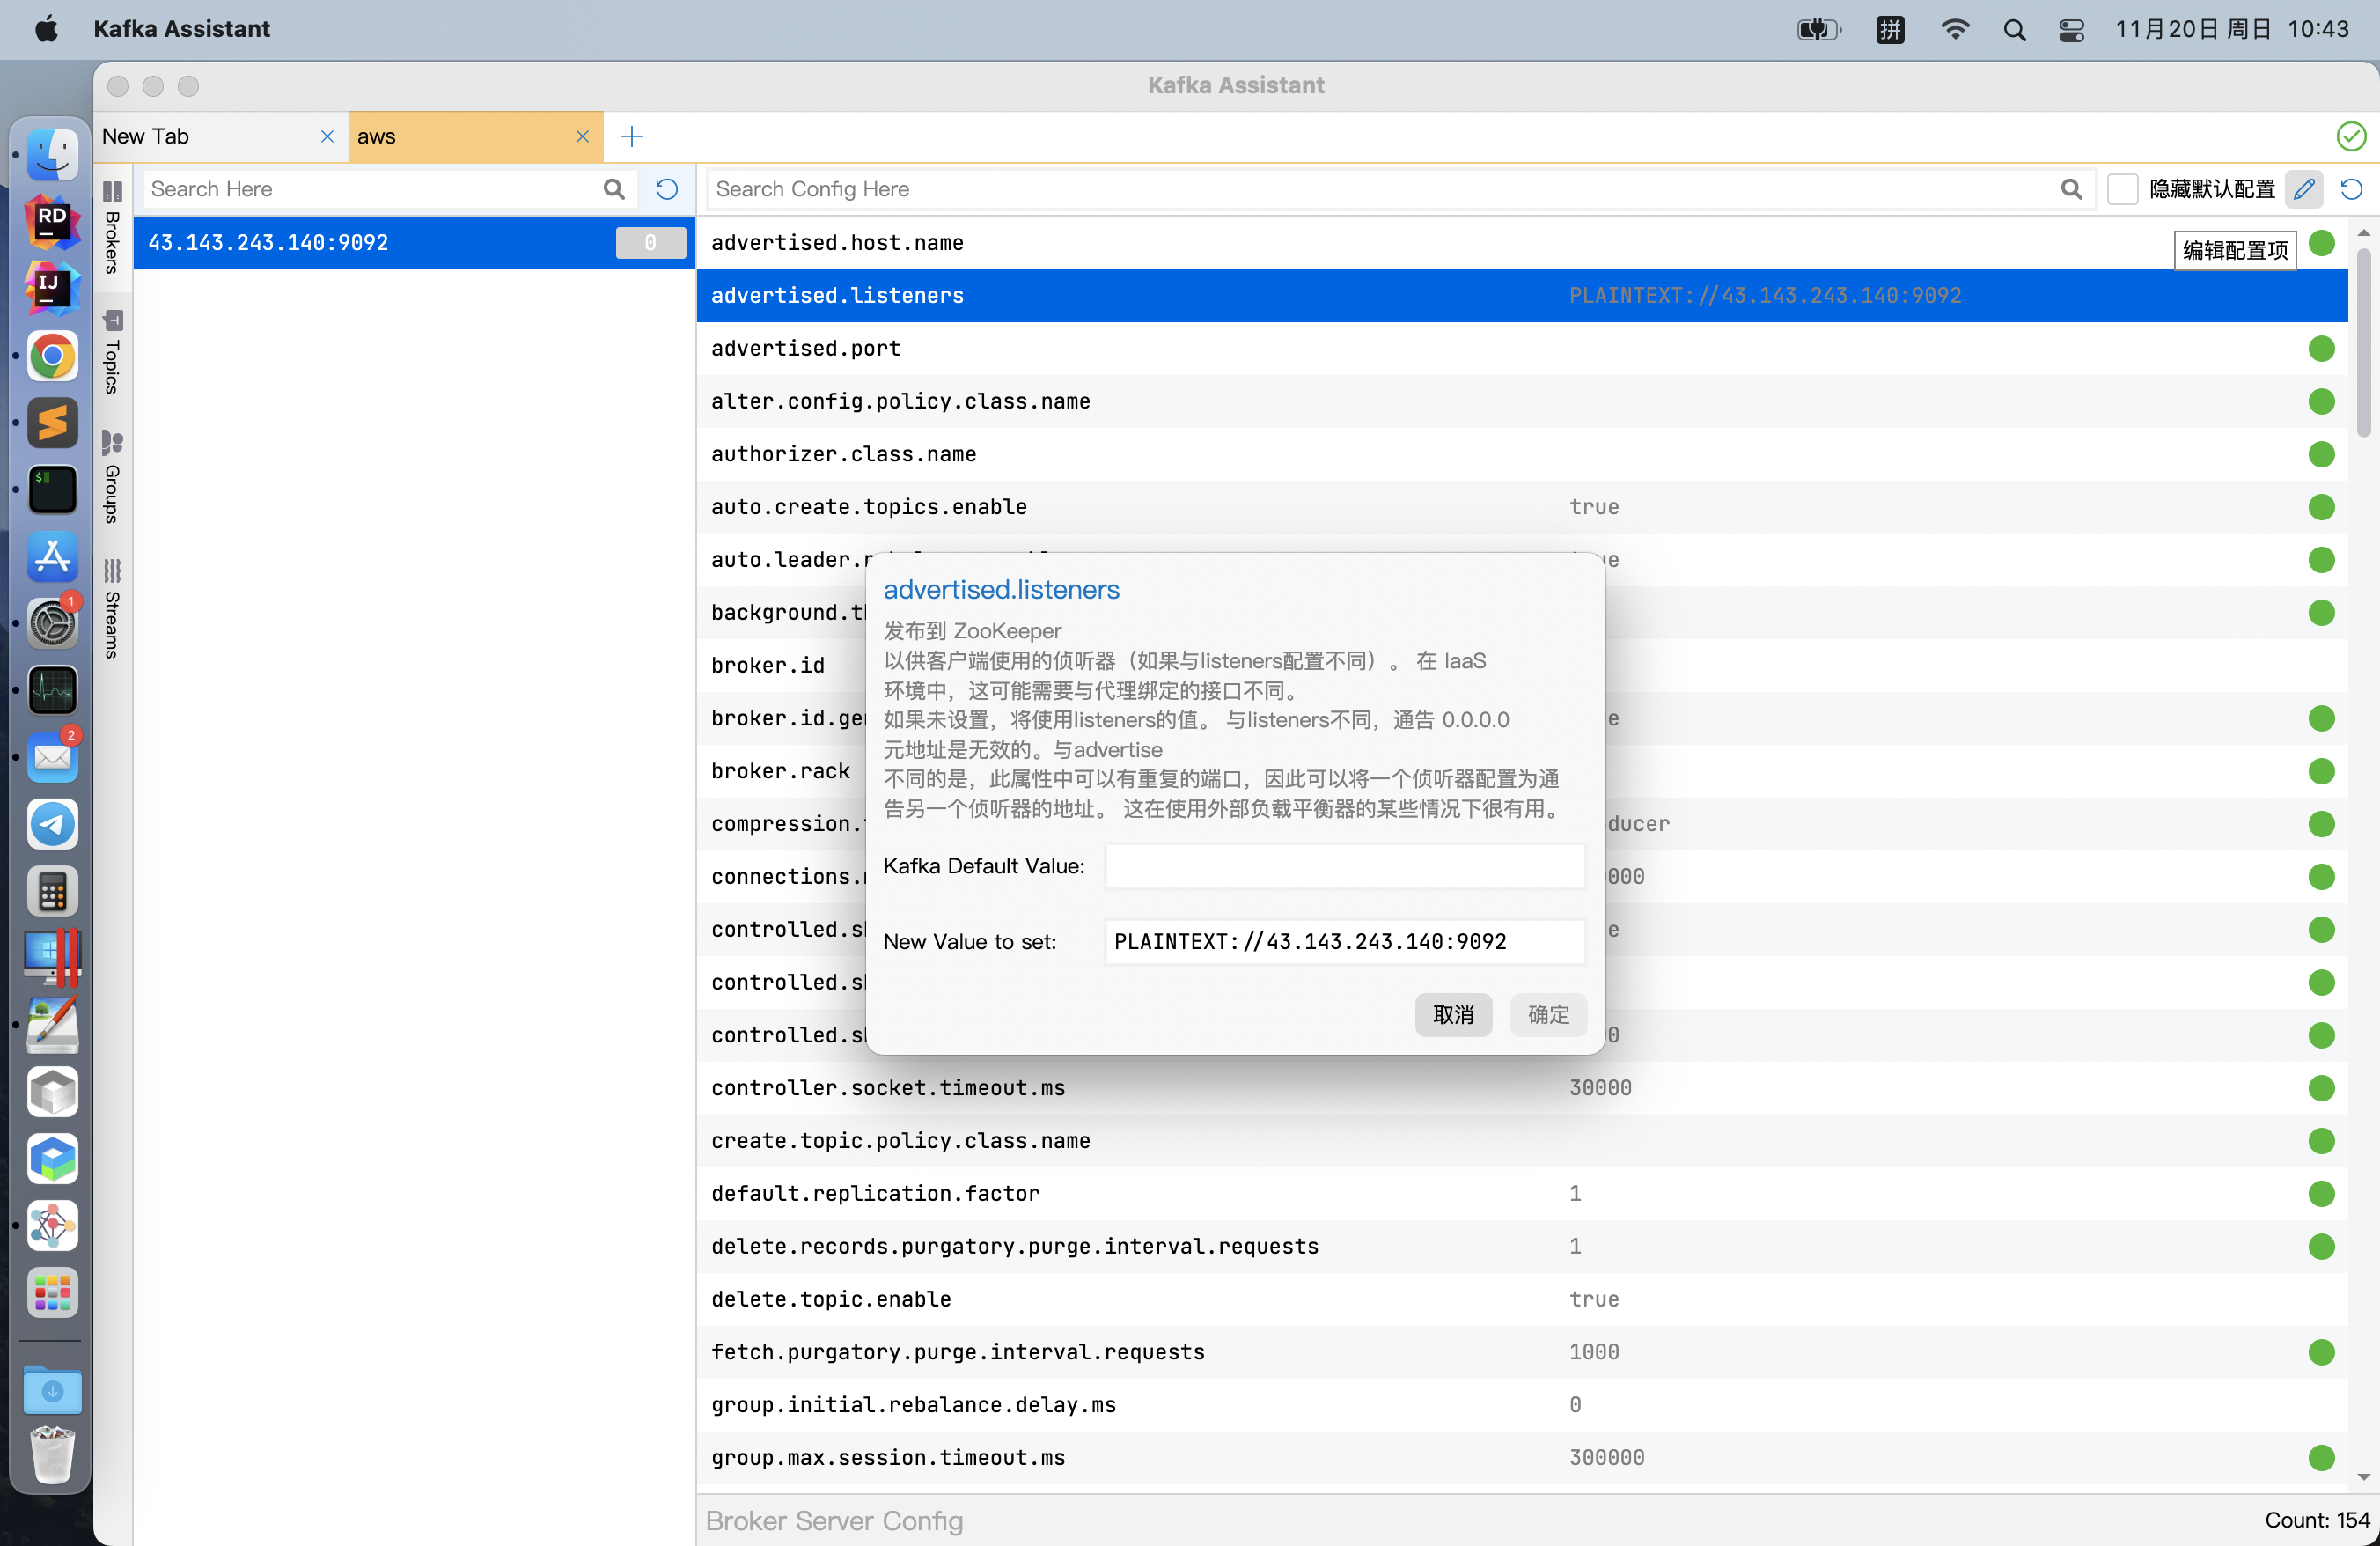 Kafka Assistant
拼
11月20日 周日 10:43
Kafka Assistant
New Tab
aws
Search Here
Search Config Here
隐藏默认配置
Brokers
Topics
Groups
Streams
RD
IJ
$
1
2
43.143.243.140:9092
0
advertised.host.name
编辑配置项
advertised.listeners PLAINTEXT://43.143.243.140:9092
advertised.port
alter.config.policy.class.name
authorizer.class.name
auto.create.topics.enable true
auto.leader.
background.t
broker.id
broker.id.ge
broker.rack
compression. ducer
connections. 000
controlled.s
controlled.s
controlled.s 0
controller.socket.timeout.ms 30000
create.topic.policy.class.name
default.replication.factor 1
delete.records.purgatory.purge.interval.requests 1
delete.topic.enable true
fetch.purgatory.purge.interval.requests 1000
group.initial.rebalance.delay.ms 0
group.max.session.timeout.ms 300000
advertised.listeners
发布到 ZooKeeper
以供客户端使用的侦听器（如果与listeners配置不同）。 在 IaaS
环境中，这可能需要与代理绑定的接口不同。
如果未设置，将使用listeners的值。 与listeners不同，通告 0.0.0.0
元地址是无效的。与advertise
不同的是，此属性中可以有重复的端口，因此可以将一个侦听器配置为通
告另一个侦听器的地址。 这在使用外部负载平衡器的某些情况下很有用。
Kafka Default Value:
New Value to set: PLAINTEXT://43.143.243.140:9092
取消
确定
Broker Server Config
Count: 154